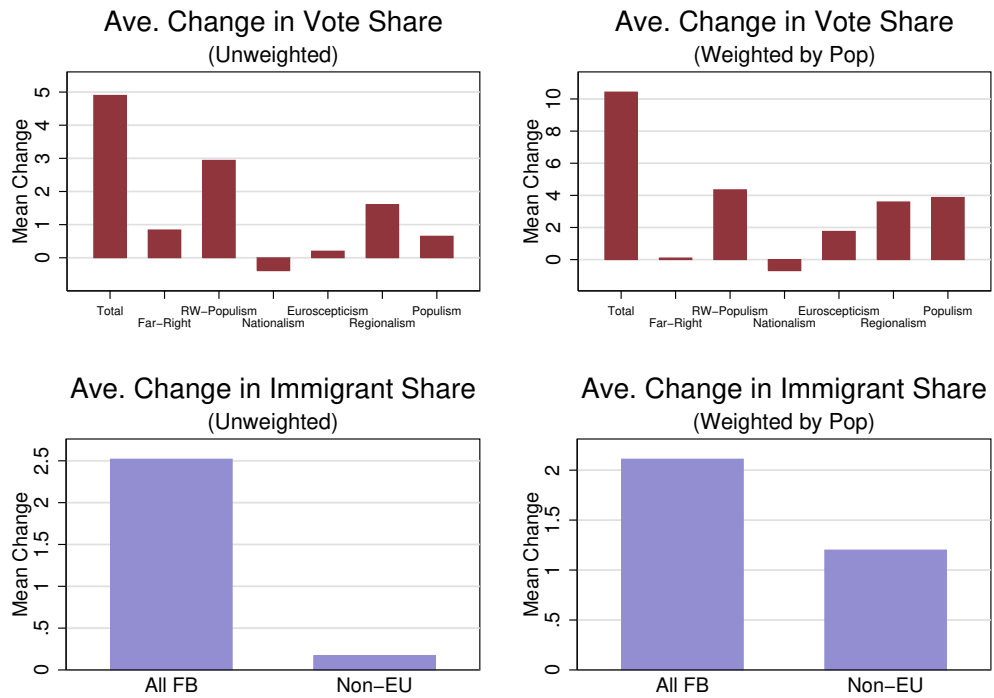 Ave. Change in Vote Share
(Unweighted)
Mean Change
5
4
3
2
1
0
Total
Far−Right
RW−Populism
Nationalism
Euroscepticism
Regionalism
Populism
Ave. Change in Vote Share
(Weighted by Pop)
Mean Change
10
8
6
4
2
0
Total
Far−Right
RW−Populism
Nationalism
Euroscepticism
Regionalism
Populism
Ave. Change in Immigrant Share
(Unweighted)
Mean Change
2.5
2
1.5
1
.5
0
All FB
Non−EU
Ave. Change in Immigrant Share
(Weighted by Pop)
Mean Change
2
1.5
1
.5
0
All FB
Non−EU